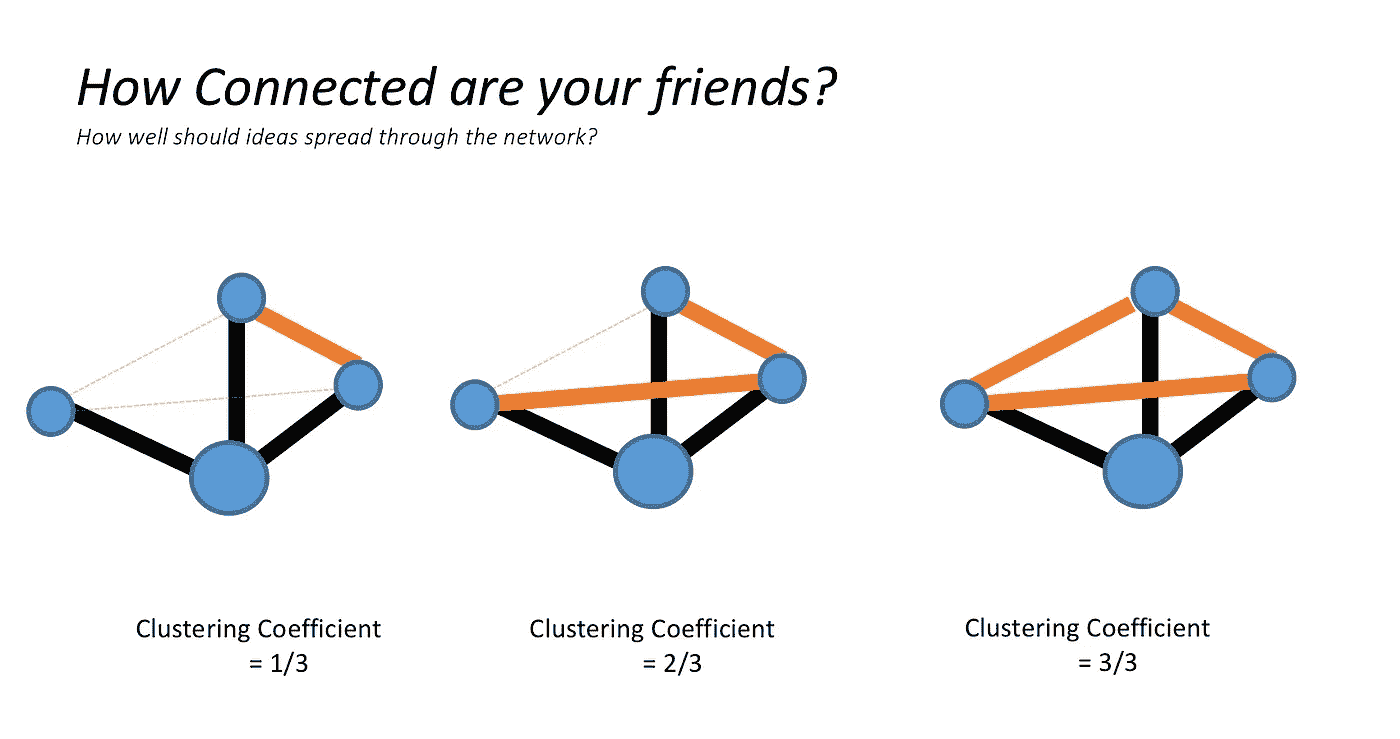 How Connected are your friends?
How well should ideas spread through the network?
Clustering Coefficient
= 1/3
Clustering Coefficient
= 2/3
Clustering Coefficient
= 3/3